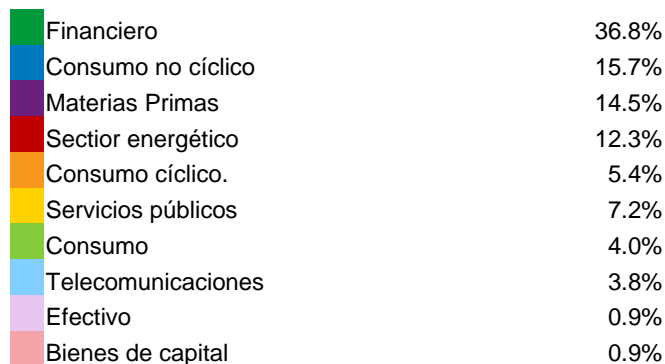 Financiero 36.8%
Consumo no cíclico 15.7%
Materias Primas 14.5%
Sectior energético 12.3%
Consumo cíclico. 5.4%
Servicios públicos 7.2%
Consumo 4.0%
Telecomunicaciones 3.8%
Efectivo 0.9%
Bienes de capital 0.9%